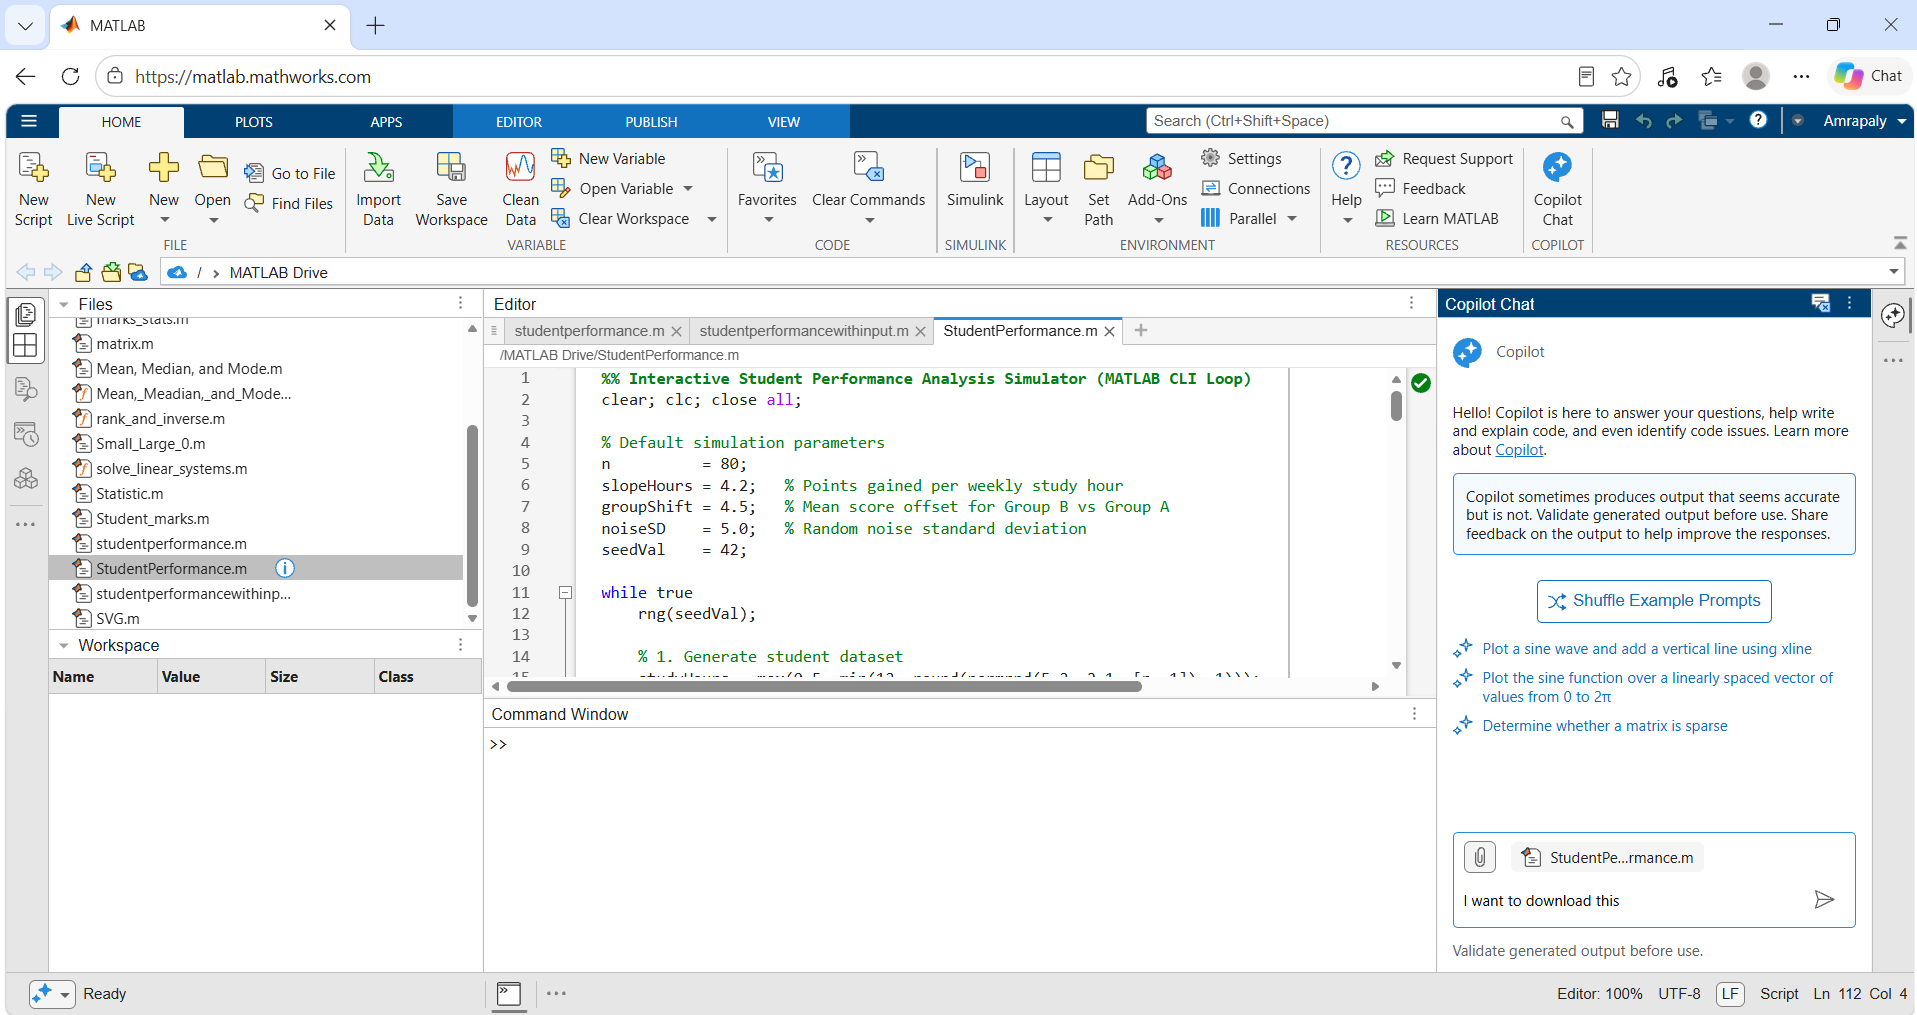 MATLAB
https://matlab.mathworks.com
Chat
HOME
PLOTS
APPS
EDITOR
PUBLISH
VIEW
Search (Ctrl+Shift+Space)
Amrapaly
New Script
New Live Script
New
Open
Go to File
Find Files
FILE
Import Data
Save Workspace
Clean Data
New Variable
Open Variable
Clear Workspace
VARIABLE
Favorites
Clear Commands
CODE
Simulink
SIMULINK
Layout
Set Path
Add-Ons
Settings
Connections
Parallel
ENVIRONMENT
Help
Request Support
Feedback
Learn MATLAB
RESOURCES
Copilot Chat
COPILOT
/ > MATLAB Drive
Files
marks_stats.m
matrix.m
Mean, Median, and Mode.m
Mean,_Meadian,_and_Mode...
rank_and_inverse.m
Small_Large_0.m
solve_linear_systems.m
Statistic.m
Student_marks.m
studentperformance.m
StudentPerformance.m
studentperformancewithinp...
SVG.m
Workspace
Name Value Size Class
Editor
studentperformance.m
studentperformancewithinput.m
StudentPerformance.m
/MATLAB Drive/StudentPerformance.m
1 %% Interactive Student Performance Analysis Simulator (MATLAB CLI Loop)
2 clear; clc; close all;
3
4 % Default simulation parameters
5 n = 80;
6 slopeHours = 4.2; % Points gained per weekly study hour
7 groupShift = 4.5; % Mean score offset for Group B vs Group A
8 noiseSD = 5.0; % Random noise standard deviation
9 seedVal = 42;
10
11 while true
12 rng(seedVal);
13
14 % 1. Generate student dataset
Command Window
>>
Copilot Chat
Copilot
Hello! Copilot is here to answer your questions, help write
and explain code, and even identify code issues. Learn more
about Copilot.
Copilot sometimes produces output that seems accurate
but is not. Validate generated output before use. Share
feedback on the output to help improve the responses.
Shuffle Example Prompts
Plot a sine wave and add a vertical line using xline
Plot the sine function over a linearly spaced vector of
values from 0 to 2π
Determine whether a matrix is sparse
StudentPe...rmance.m
I want to download this
Validate generated output before use.
Ready
Editor: 100% UTF-8 LF Script Ln 112 Col 4